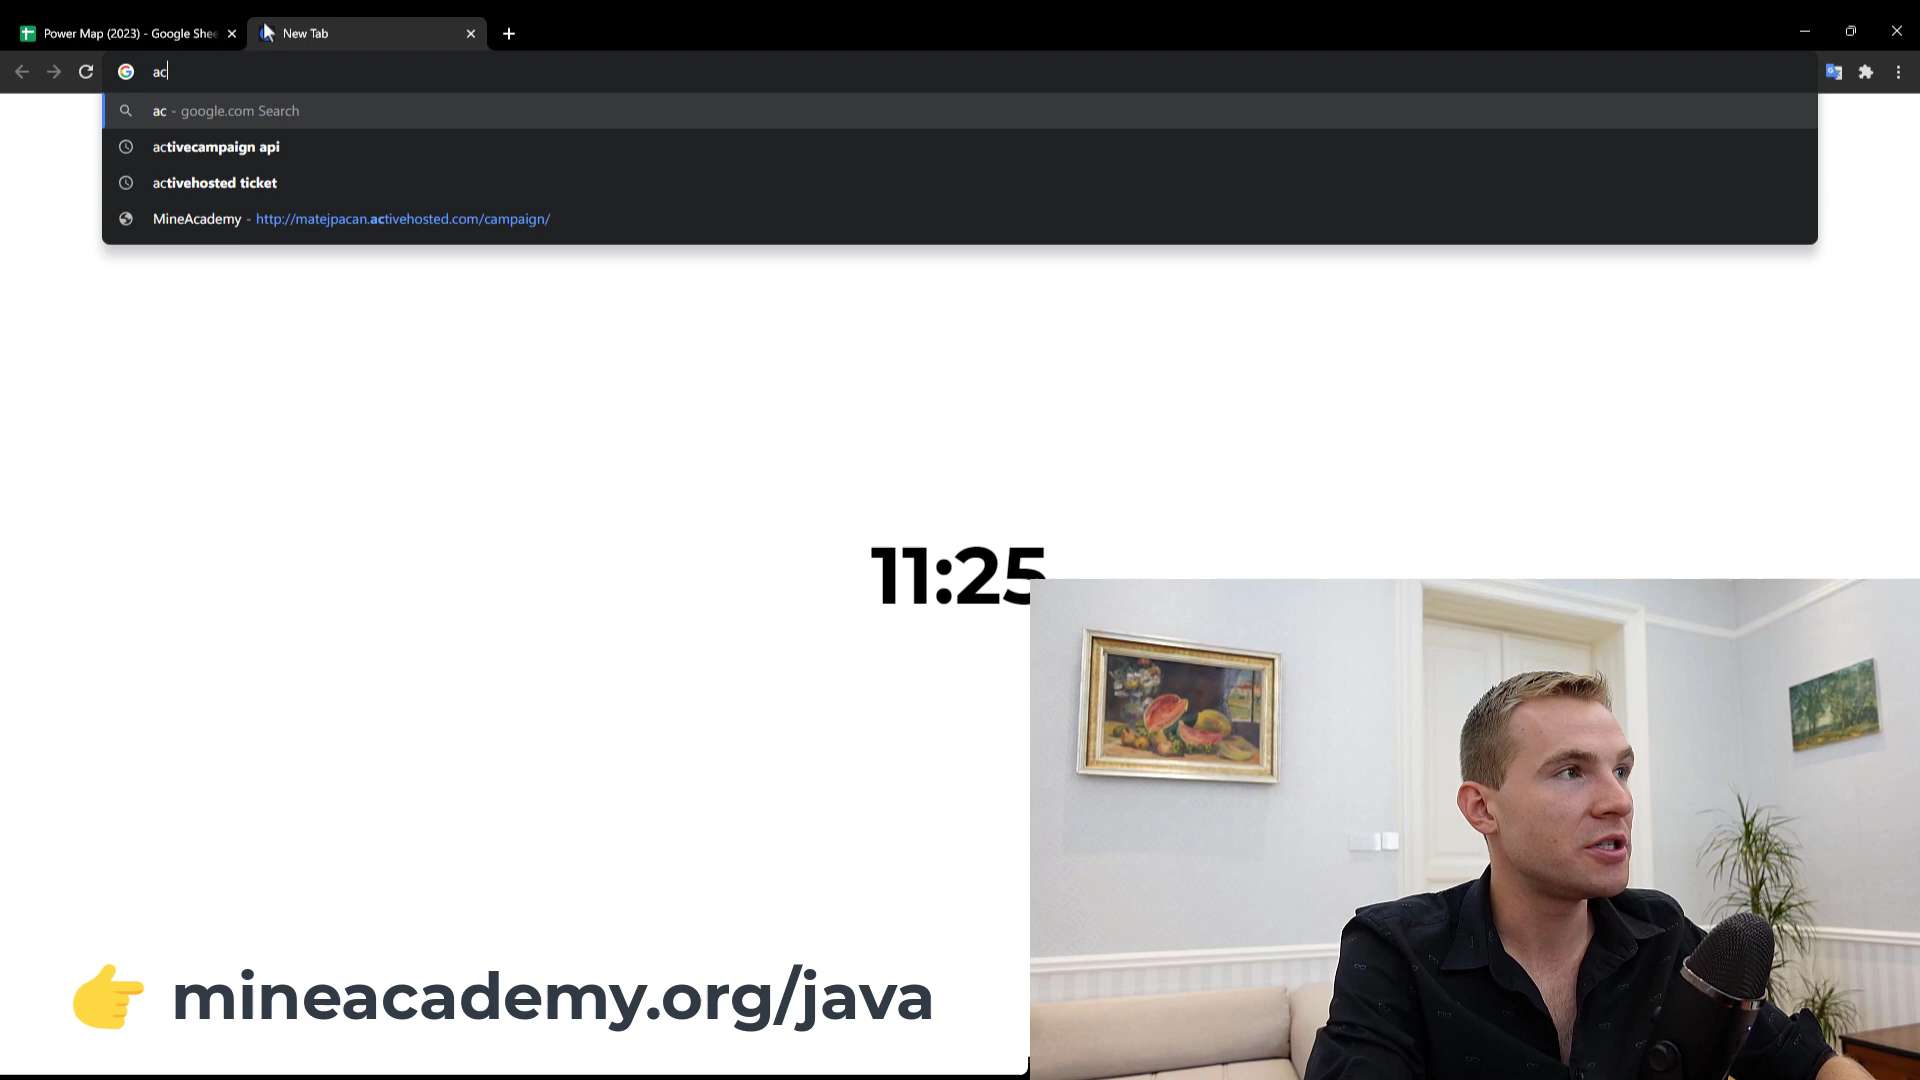 Power Map (2023) - Google Shee
New Tab
ac
ac - google.com Search
activecampaign api
activehosted ticket
MineAcademy - http://matejpacan.activehosted.com/campaign/
11:25
mineacademy.org/java